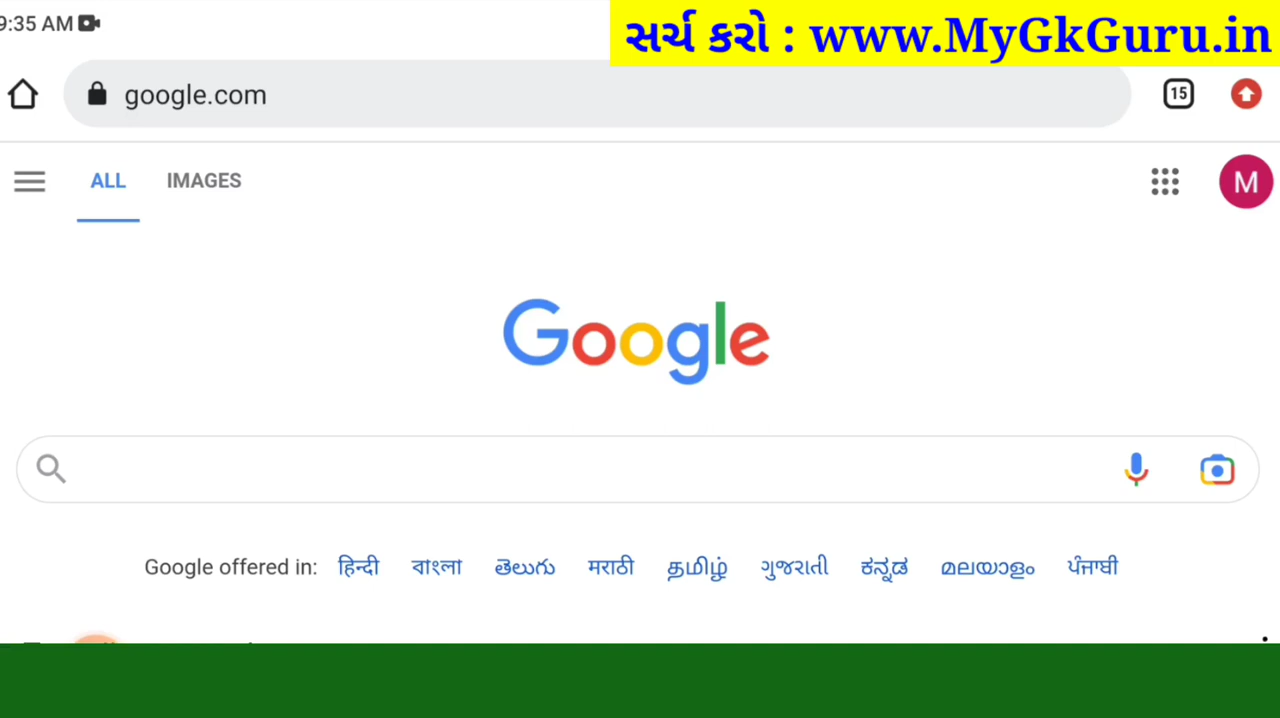 9:35 AM
સર્ચ કરો : www.MyGkGuru.in
google.com
15
ALL IMAGES
M
Google
Google offered in: हिन्दी বাংলা తెలుగు मराठी தமிழ் ગુજરાતી ಕನ್ನಡ മലയാളം ਪੰਜਾਬੀ